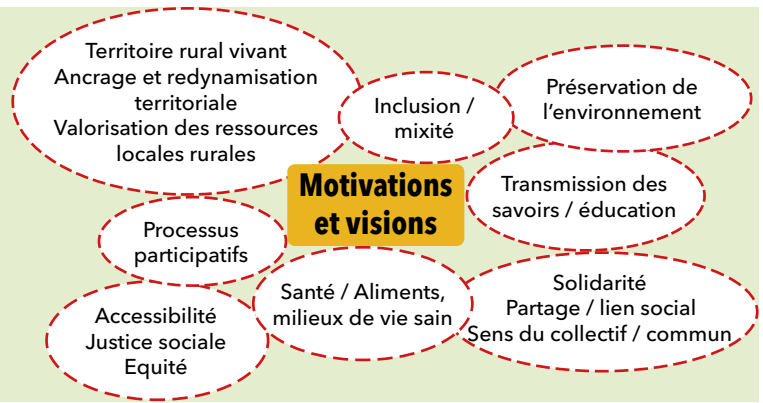 Territoire rural vivant
Ancrage et redynamisation
territoriale
Valorisation des ressources
locales rurales
Inclusion /
mixité
Préservation de
l'environnement
Motivations
et visions
Transmission des
savoirs / éducation
Processus
participatifs
Santé / Aliments,
milieux de vie sain
Solidarité
Partage / lien social
Sens du collectif / commun
Accessibilité
Justice sociale
Equité